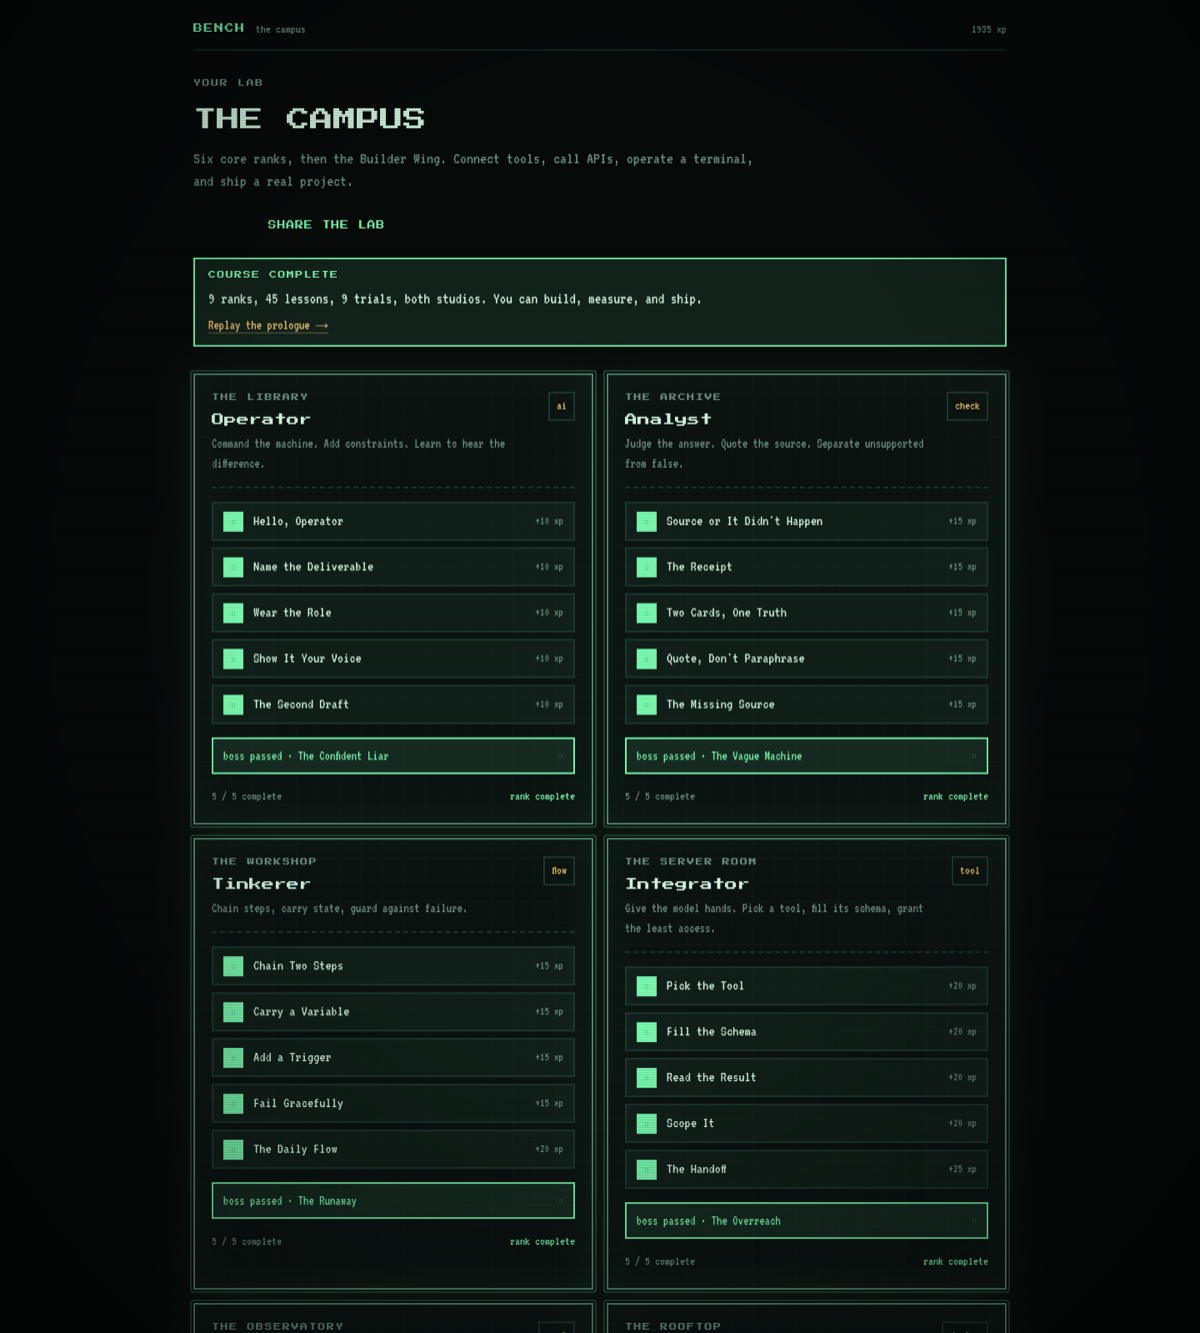 BENCH the campus 1935 xp
YOUR LAB
THE CAMPUS
Six core ranks, then the Builder Wing. Connect tools, call APIs, operate a terminal,
and ship a real project.
SHARE THE LAB
COURSE COMPLETE
9 ranks, 45 lessons, 9 trials, both studios. You can build, measure, and ship.
Replay the prologue →
THE LIBRARY
Operator
ai
Command the machine. Add constraints. Learn to hear the
difference.
Hello, Operator +10 xp
Name the Deliverable +10 xp
Wear the Role +10 xp
Show It Your Voice +10 xp
The Second Draft +10 xp
boss passed · The Confident Liar
5 / 5 complete rank complete
THE ARCHIVE
Analyst
check
Judge the answer. Quote the source. Separate unsupported
from false.
Source or It Didn't Happen +15 xp
The Receipt +15 xp
Two Cards, One Truth +15 xp
Quote, Don't Paraphrase +15 xp
The Missing Source +15 xp
boss passed · The Vague Machine
5 / 5 complete rank complete
THE WORKSHOP
Tinkerer
flow
Chain steps, carry state, guard against failure.
Chain Two Steps +15 xp
Carry a Variable +15 xp
Add a Trigger +15 xp
Fail Gracefully +15 xp
The Daily Flow +20 xp
boss passed · The Runaway
5 / 5 complete rank complete
THE SERVER ROOM
Integrator
tool
Give the model hands. Pick a tool, fill its schema, grant
the least access.
Pick the Tool +20 xp
Fill the Schema +20 xp
Read the Result +20 xp
Scope It +20 xp
The Handoff +25 xp
boss passed · The Overreach
5 / 5 complete rank complete
THE OBSERVATORY
THE ROOFTOP